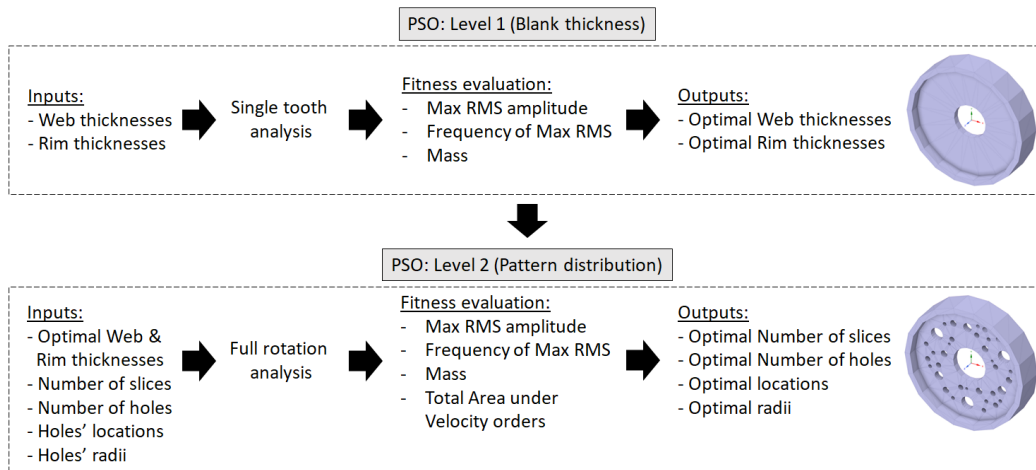 PSO: Level 1 (Blank thickness)
Inputs:
- Web thicknesses
- Rim thicknesses
Single tooth
analysis
Fitness evaluation:
- Max RMS amplitude
- Frequency of Max RMS
- Mass
Outputs:
- Optimal Web thicknesses
- Optimal Rim thicknesses
PSO: Level 2 (Pattern distribution)
Inputs:
- Optimal Web &
Rim thicknesses
- Number of slices
- Number of holes
- Holes' locations
- Holes' radii
Full rotation
analysis
Fitness evaluation:
- Max RMS amplitude
- Frequency of Max RMS
- Mass
- Total Area under
Velocity orders
Outputs:
- Optimal Number of slices
- Optimal Number of holes
- Optimal locations
- Optimal radii